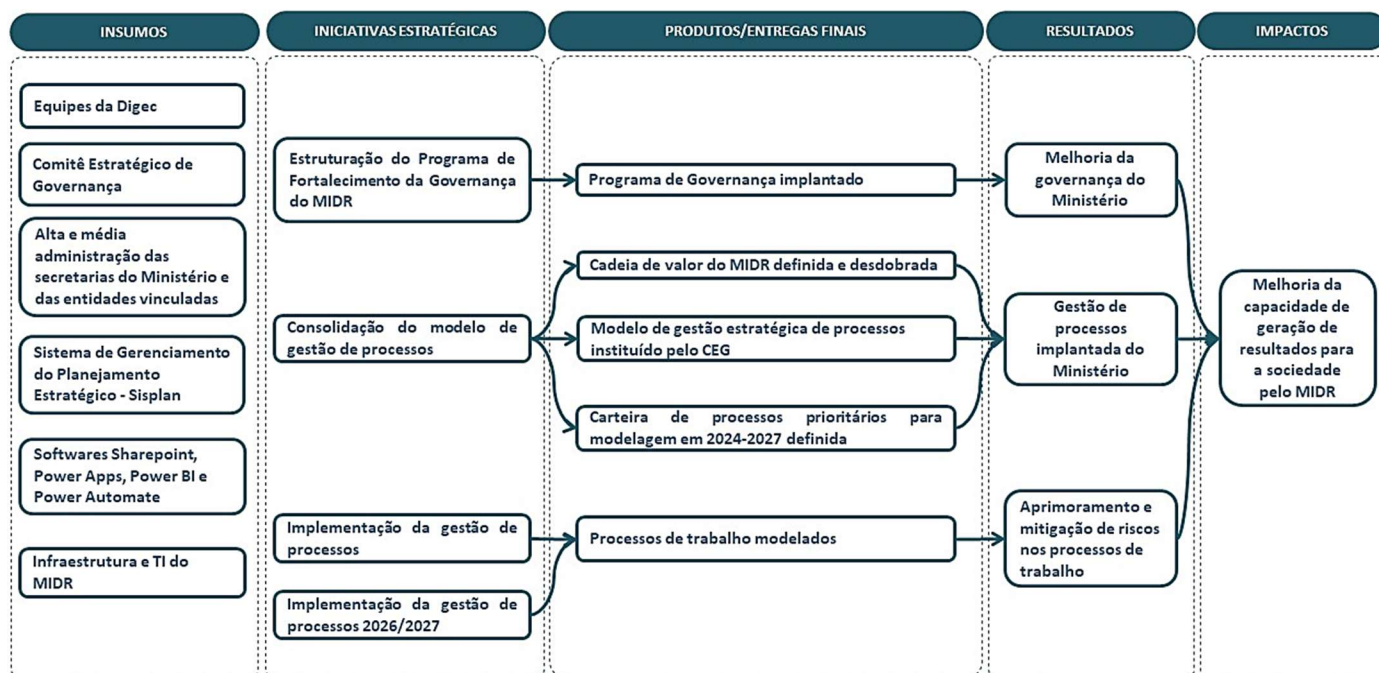 INSUMOS
INICIATIVAS ESTRATÉGICAS
PRODUTOS/ENTREGAS FINAIS
RESULTADOS
IMPACTOS
Equipes da Digec
Comitê Estratégico de
Governança
Alta e média
administração das
secretarias do Ministério e
das entidades vinculadas
Sistema de Gerenciamento
do Planejamento
Estratégico - Sisplan
Softwares Sharepoint,
Power Apps, Power BI e
Power Automate
Infraestrutura e TI do
MIDR
Estruturação do Programa de
Fortalecimento da Governança
do MIDR
Consolidação do modelo de
gestão de processos
Implementação da gestão de
processos
Implementação da gestão de
processos 2026/2027
Programa de Governança implantado
Cadeia de valor do MIDR definida e desdobrada
Modelo de gestão estratégica de processos
instituído pelo CEG
Carteira de processos prioritários para
modelagem em 2024-2027 definida
Processos de trabalho modelados
Melhoria da
governança do
Ministério
Gestão de
processos
implantada do
Ministério
Aprimoramento e
mitigação de riscos
nos processos de
trabalho
Melhoria da
capacidade de
geração de
resultados para
a sociedade
pelo MIDR